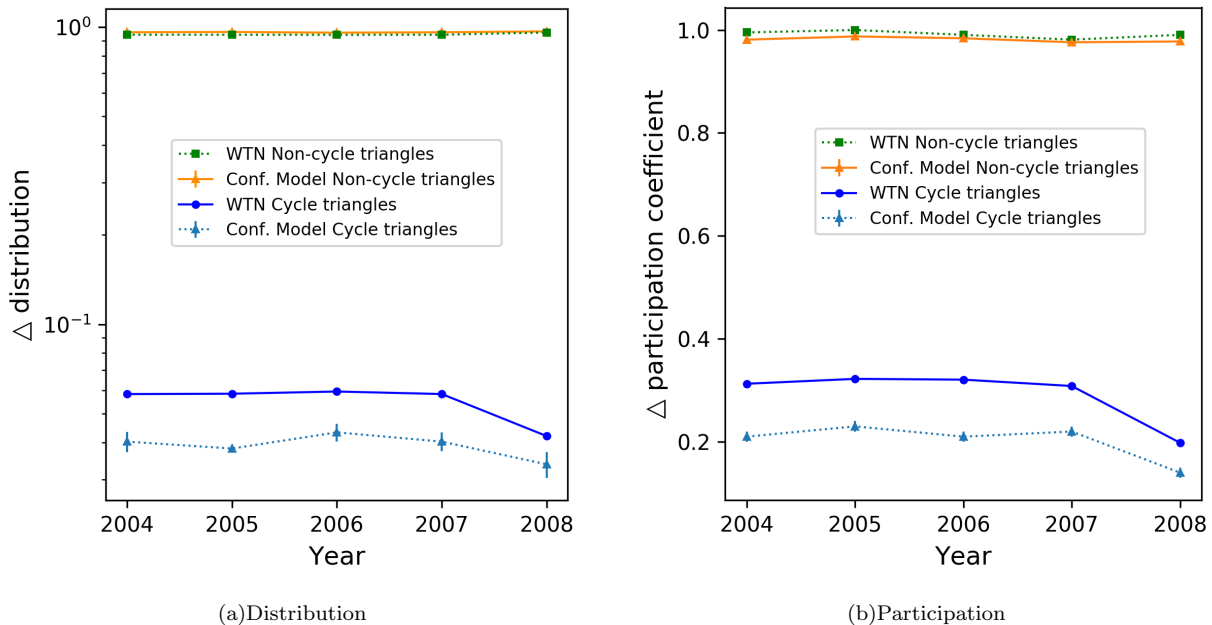 △ distribution
10⁰
10⁻¹
WTN Non-cycle triangles
Conf. Model Non-cycle triangles
WTN Cycle triangles
Conf. Model Cycle triangles
2004 2005 2006 2007 2008
Year
(a)Distribution
△ participation coefficient
1.0
0.8
0.6
0.4
0.2
WTN Non-cycle triangles
Conf. Model Non-cycle triangles
WTN Cycle triangles
Conf. Model Cycle triangles
2004 2005 2006 2007 2008
Year
(b)Participation